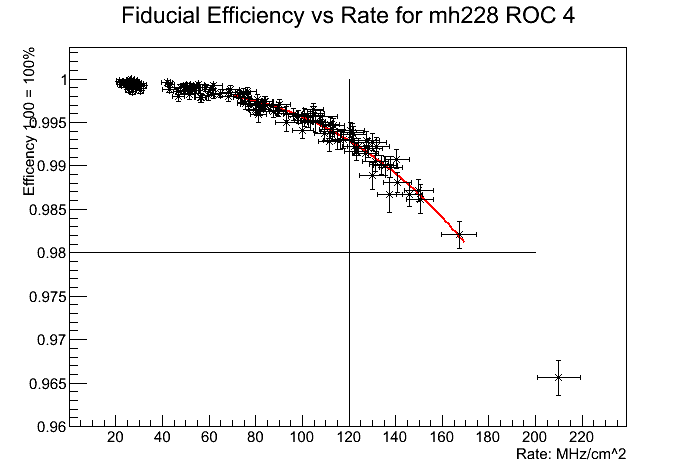 Fiducial Efficiency vs Rate for mh228 ROC 4
Efficency 1.00 = 100%
1
0.995
0.99
0.985
0.98
0.975
0.97
0.965
0.96
20 40 60 80 100 120 140 160 180 200 220
Rate: MHz/cm^2